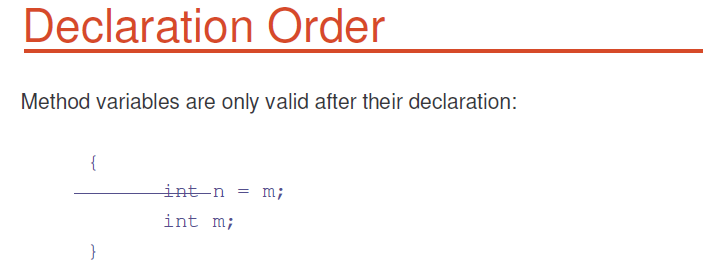 Declaration Order
Method variables are only valid after their declaration:
{
int n = m;
int m;
}